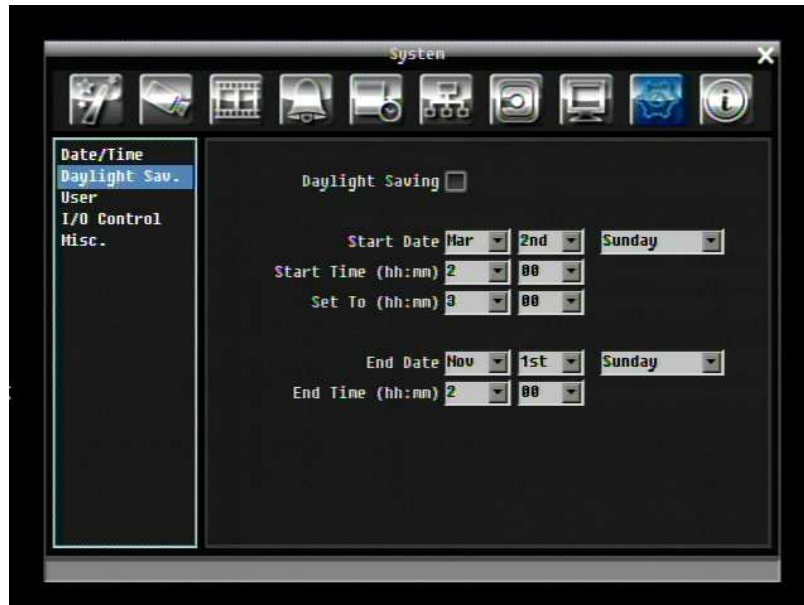 System
X
Date/Time
Daylight Sav.
User
I/O Control
Misc.
Daylight Saving
Start Date Mar 2nd Sunday
Start Time (hh:mm) 2 00
Set To (hh:mm) 3 00
End Date Nov 1st Sunday
End Time (hh:mm) 2 00